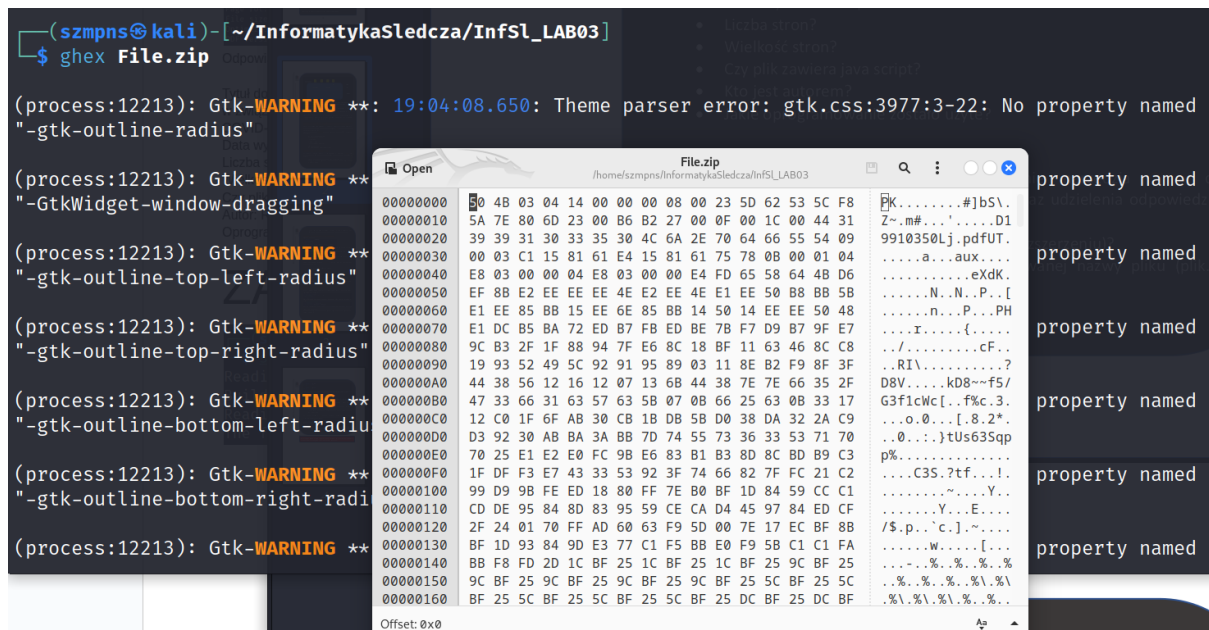 (szmpns㉿kali)-[~/InformatykaSledcza/InfSl_LAB03]
$ ghex File.zip
(process:12213): Gtk-WARNING **: 19:04:08.650: Theme parser error: gtk.css:3977:3-22: No property named
"-gtk-outline-radius"
(process:12213): Gtk-WARNING ** property named
"-GtkWidget-window-dragging"
(process:12213): Gtk-WARNING ** property named
"-gtk-outline-top-left-radius"
(process:12213): Gtk-WARNING ** property named
"-gtk-outline-top-right-radius"
(process:12213): Gtk-WARNING ** property named
"-gtk-outline-bottom-left-radiu
(process:12213): Gtk-WARNING ** property named
"-gtk-outline-bottom-right-radi
(process:12213): Gtk-WARNING ** property named
Liczba stron?
Wielkość stron?
Czy plik zawiera java script?
Kto jest autorem?
Open
File.zip
/home/szmpns/InformatykaSledcza/InfSl_LAB03
00000000 50 4B 03 04 14 00 00 00 08 00 23 5D 62 53 5C F8 PK........#]bS\.
00000010 5A 7E 80 6D 23 00 B6 B2 27 00 0F 00 1C 00 44 31 Z~.m#...'.....D1
00000020 39 39 31 30 33 35 30 4C 6A 2E 70 64 66 55 54 09 9910350Lj.pdfUT.
00000030 00 03 C1 15 81 61 E4 15 81 61 75 78 0B 00 01 04 .....a...aux....
00000040 E8 03 00 00 04 E8 03 00 00 E4 FD 65 58 64 4B D6 ...........eXdK.
00000050 EF 8B E2 EE EE EE 4E E2 EE 4E E1 EE 50 B8 BB 5B ......N..N..P..[
00000060 E1 EE 85 BB 15 EE 6E 85 BB 14 50 14 EE EE 50 48 ......n...P...PH
00000070 E1 DC B5 BA 72 ED B7 FB ED BE 7B F7 D9 B7 9F E7 ....r.....{.....
00000080 9C B3 2F 1F 88 94 7F E6 8C 18 BF 11 63 46 8C C8 ../.........cF..
00000090 19 93 52 49 5C 92 91 95 89 03 11 8E B2 F9 8F 3F ..RI\..........?
000000A0 44 38 56 12 16 12 07 13 6B 44 38 7E 7E 66 35 2F D8V.....kD8~~f5/
000000B0 47 33 66 31 63 57 63 5B 07 0B 66 25 63 0B 33 17 G3f1cWc[..f%c.3.
000000C0 12 C0 1F 6F AB 30 CB 1B DB 5B D0 38 DA 32 2A C9 ...o.0...[.8.2*.
000000D0 D3 92 30 AB BA 3A BB 7D 74 55 73 36 33 53 71 70 ..0..:.}tUs63Sqp
000000E0 70 25 E1 E2 E0 FC 9B E6 83 B1 B3 8D 8C BD B9 C3 p%..............
000000F0 1F DF F3 E7 43 33 53 92 3F 74 66 82 7F FC 21 C2 ....C3S.?tf...!.
00000100 99 D9 9B FE ED 18 80 FF 7E B0 BF 1D 84 59 CC C1 ........~....Y..
00000110 CD DE 95 84 8D 83 95 59 CE CA D4 45 97 84 ED CF .......Y...E....
00000120 2F 24 01 70 FF AD 60 63 F9 5D 00 7E 17 EC BF 8B /$.p..`c.].~....
00000130 BF 1D 93 84 9D E3 77 C1 F5 BB E0 F9 5B C1 C1 FA ......w.....[...
00000140 BB F8 FD 2D 1C BF 25 1C BF 25 1C BF 25 9C BF 25 ...-..%..%..%..%
00000150 9C BF 25 9C BF 25 9C BF 25 9C BF 25 5C BF 25 5C ..%..%..%..%\.%\
00000160 BF 25 5C BF 25 5C BF 25 5C BF 25 DC BF 25 DC BF .%\.%\.%\.%..%..
Offset: 0x0